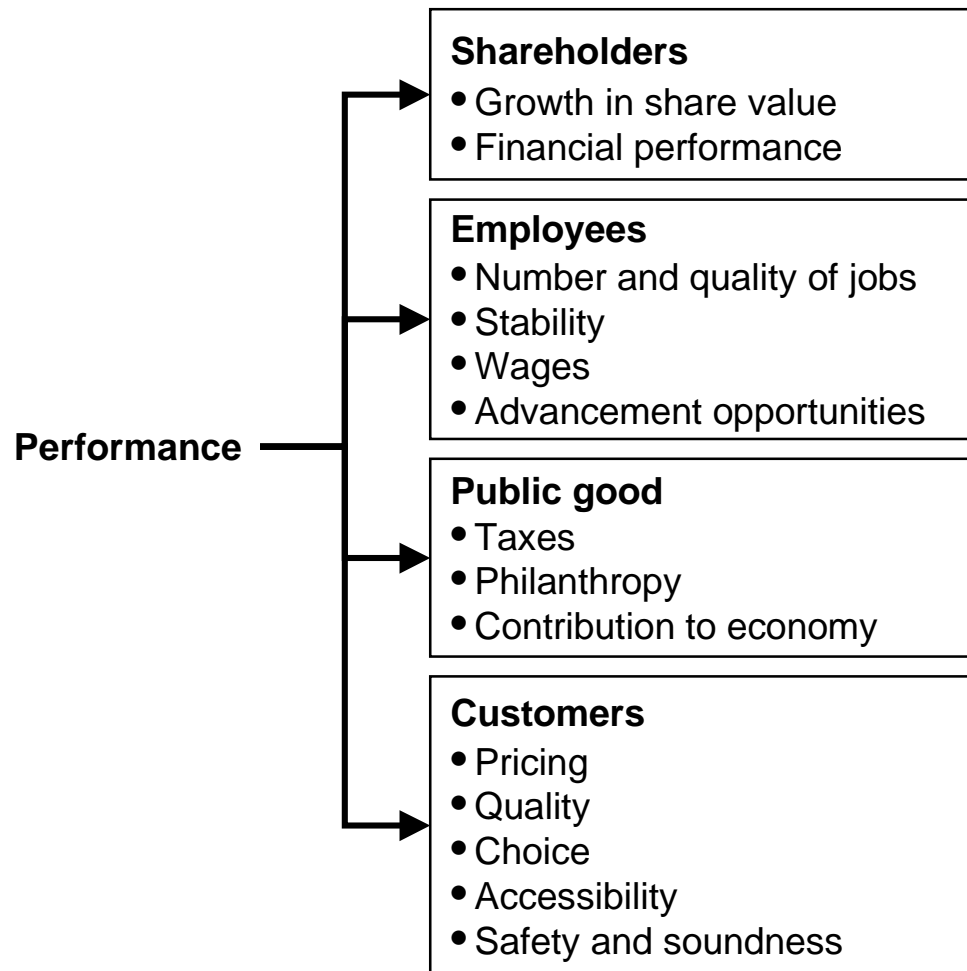 Shareholders
• Growth in share value
• Financial performance
Employees
• Number and quality of jobs
• Stability
• Wages
• Advancement opportunities
Performance
Public good
• Taxes
• Philanthropy
• Contribution to economy
Customers
• Pricing
• Quality
• Choice
• Accessibility
• Safety and soundness